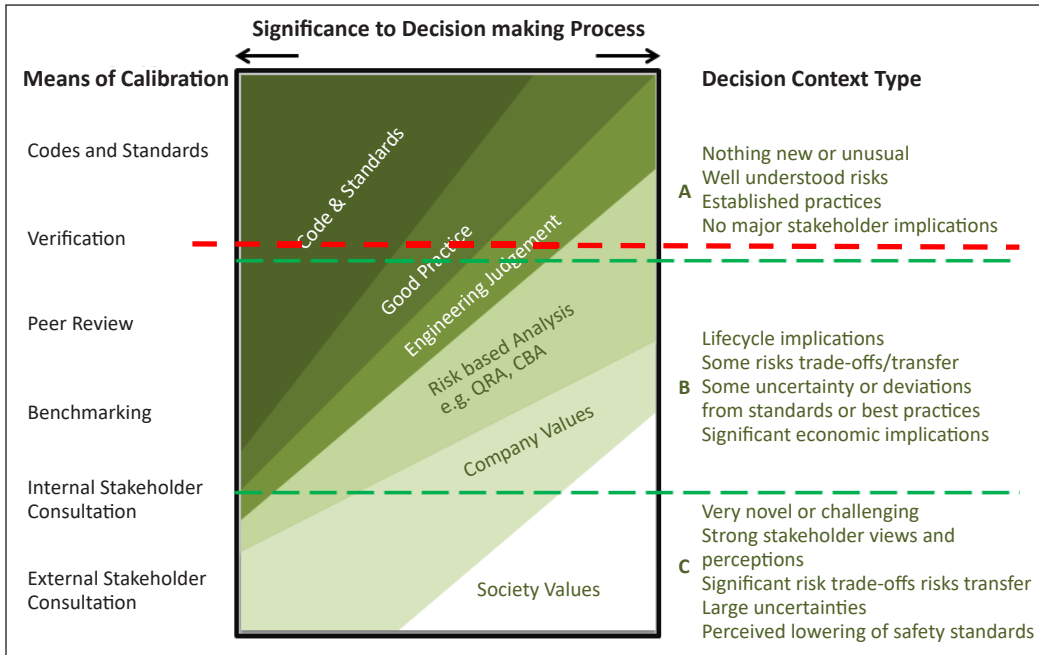 Significance to Decision making Process
Means of Calibration
Decision Context Type
Codes and Standards
Verification
Peer Review
Benchmarking
Internal Stakeholder
Consultation
External Stakeholder
Consultation
Code & Standards
Good Practice
Engineering Judgement
Risk based Analysis
e.g. QRA, CBA
Company Values
Society Values
A
Nothing new or unusual
Well understood risks
Established practices
No major stakeholder implications
B
Lifecycle implications
Some risks trade-offs/transfer
Some uncertainty or deviations
from standards or best practices
Significant economic implications
C
Very novel or challenging
Strong stakeholder views and
perceptions
Significant risk trade-offs risks transfer
Large uncertainties
Perceived lowering of safety standards